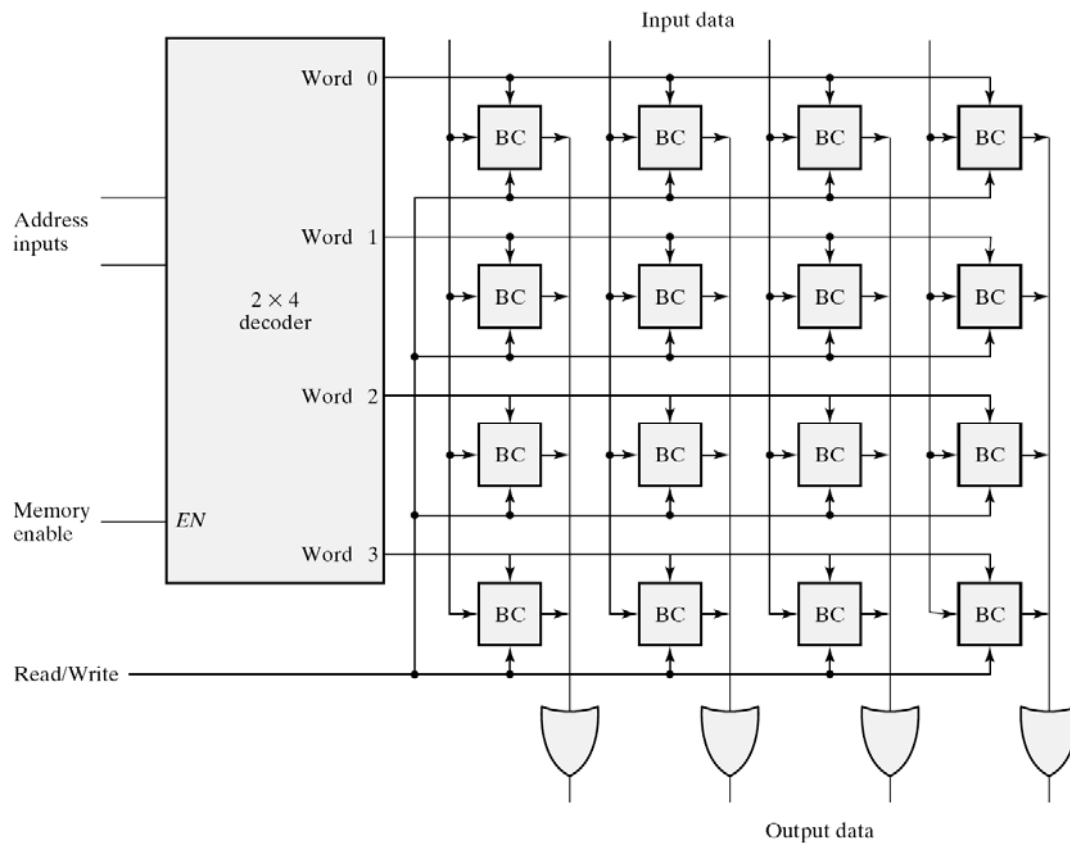 Input data
Word 0
BC BC BC BC
Address
inputs
Word 1
BC BC BC BC
2 × 4
decoder
Word 2
BC BC BC BC
Memory
enable
EN
Word 3
BC BC BC BC
Read/Write
Output data